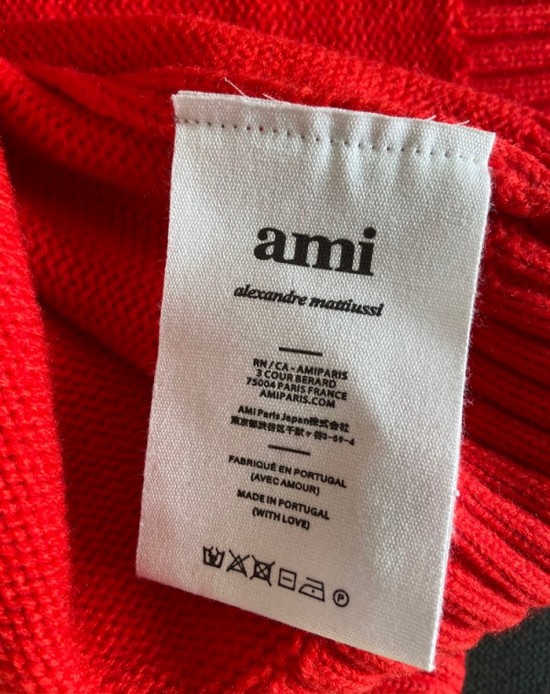 ami
alexandre mattiussi
RN / CA - AMIPARIS
3 COUR BERARD
75004 PARIS FRANCE
AMIPARIS.COM
AMI Paris Japan株式会社
東京都渋谷区千駄ヶ谷3-59-4
FABRIQUÉ EN PORTUGAL
(AVEC AMOUR)
MADE IN PORTUGAL
(WITH LOVE)
P